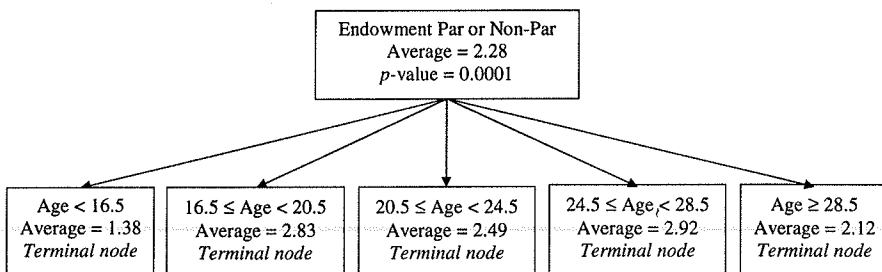 Endowment Par or Non-Par
Average = 2.28
p-value = 0.0001
Age < 16.5
Average = 1.38
Terminal node
16.5 ≤ Age < 20.5
Average = 2.83
Terminal node
20.5 ≤ Age < 24.5
Average = 2.49
Terminal node
24.5 ≤ Age < 28.5
Average = 2.92
Terminal node
Age ≥ 28.5
Average = 2.12
Terminal node